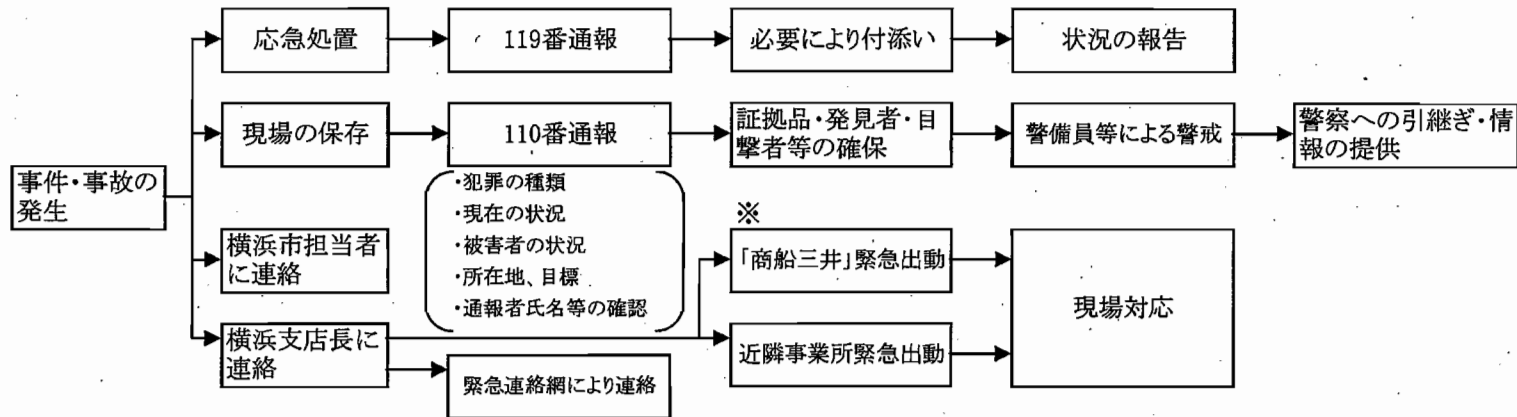 応急処置
119番通報
必要により付添い
状況の報告
現場の保存
110番通報
証拠品・発見者・目
撃者等の確保
警備員等による警戒
警察への引継ぎ・情
報の提供
事件・事故の
発生
・犯罪の種類
・現在の状況
・被害者の状況
・所在地、目標
・通報者氏名等の確認
横浜市担当者
に連絡
※
「商船三井」緊急出動
現場対応
横浜支店長に
連絡
近隣事業所緊急出動
緊急連絡網により連絡